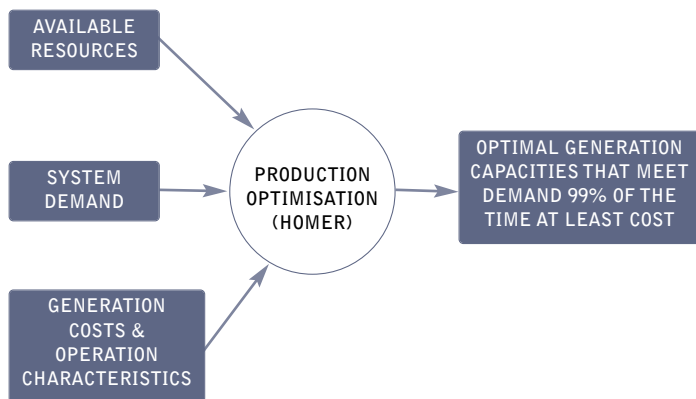 AVAILABLE
RESOURCES
SYSTEM
DEMAND
GENERATION
COSTS &
OPERATION
CHARACTERISTICS
PRODUCTION
OPTIMISATION
(HOMER)
OPTIMAL GENERATION
CAPACITIES THAT MEET
DEMAND 99% OF THE
TIME AT LEAST COST